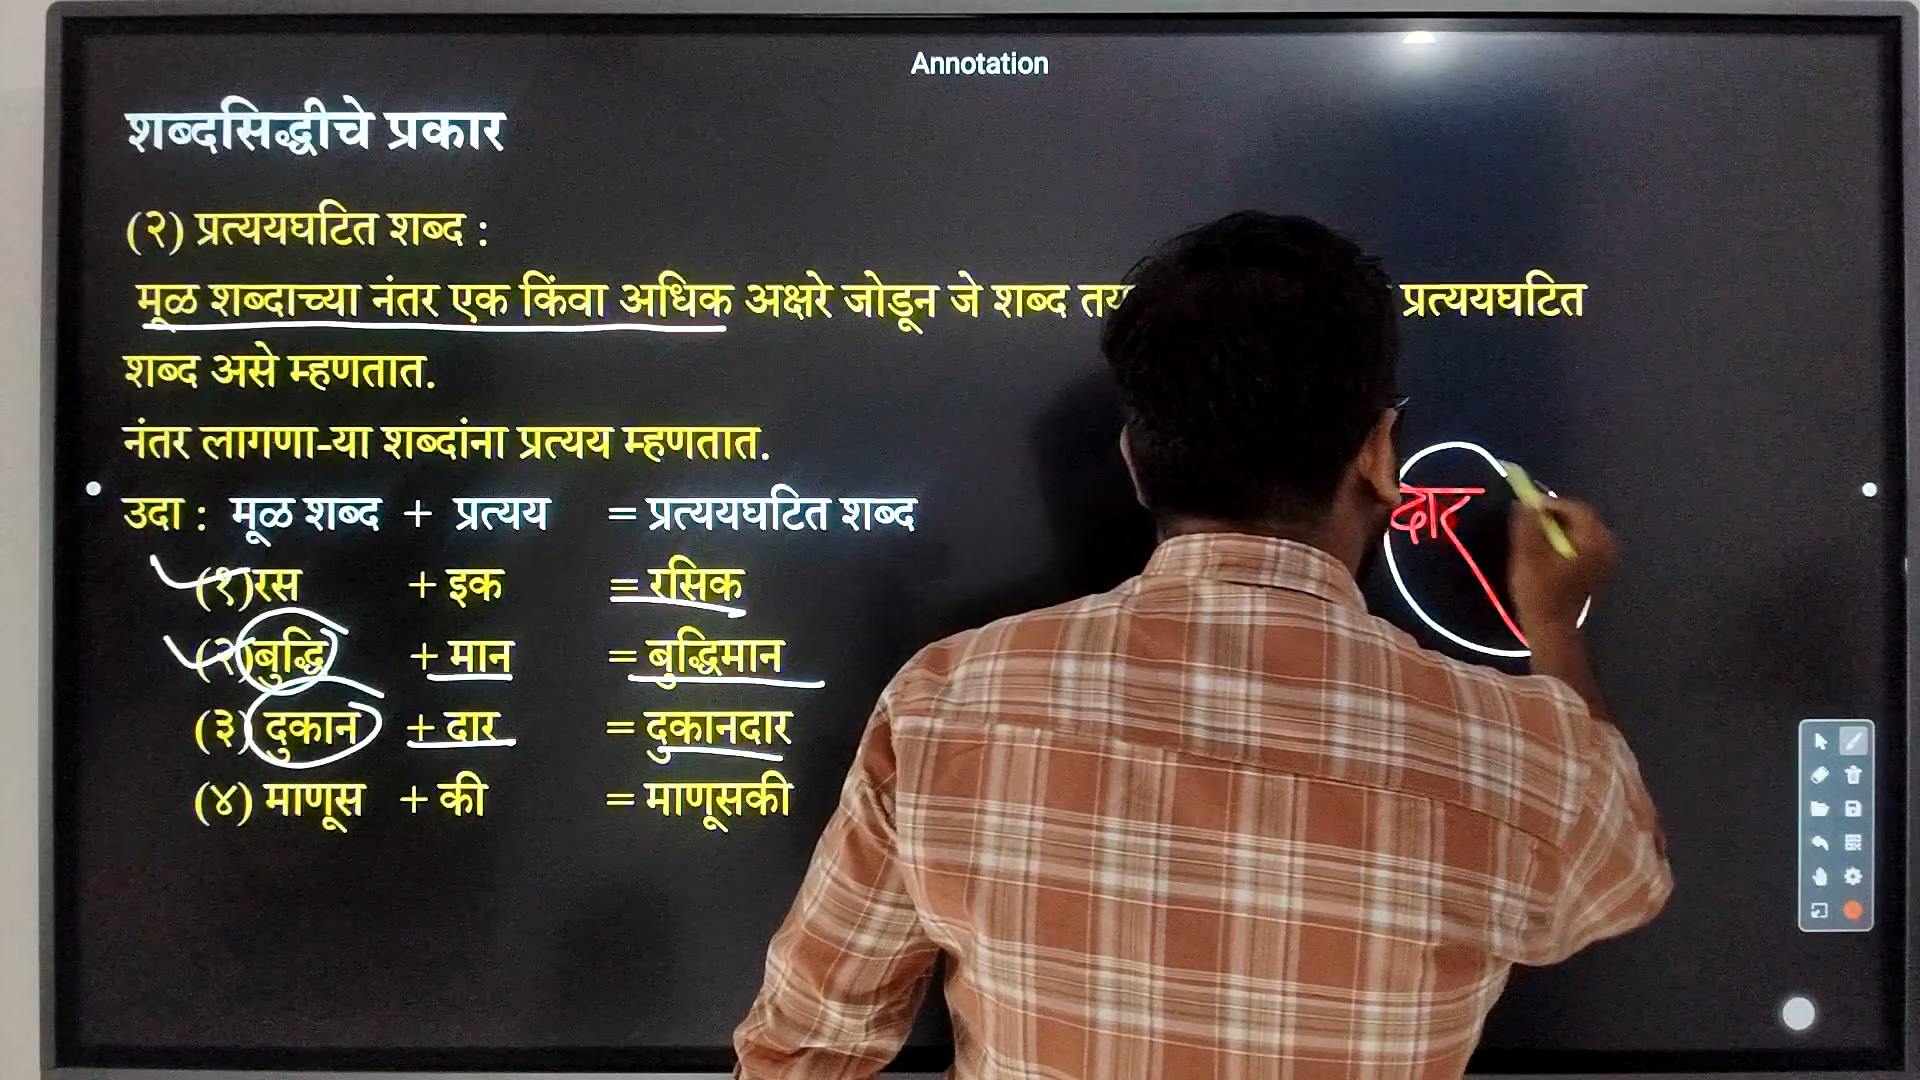 Annotation
शब्दसिद्धीचे प्रकार
(२) प्रत्ययघटित शब्द :
मूळ शब्दाच्या नंतर एक किंवा अधिक अक्षरे जोडून जे शब्द प्रत्ययघटित
शब्द असे म्हणतात.
नंतर लागणा-या शब्दांना प्रत्यय म्हणतात.
उदा : मूळ शब्द + प्रत्यय = प्रत्ययघटित शब्द
(१) रस + इक = रसिक
(२) बुद्धि + मान = बुद्धिमान
(३) दुकान + दार = दुकानदार
(४) माणूस + की = माणूसकी
दार